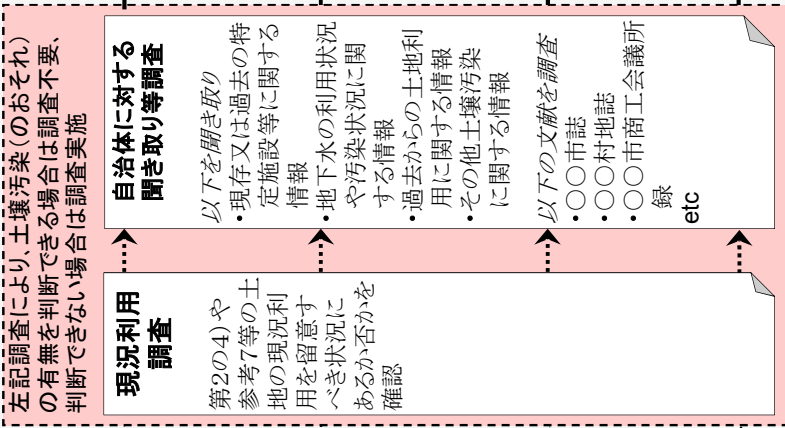 左記調査により、土壌汚染(のおそれ)
の有無を判断できる場合は調査不要、
判断できない場合は調査実施
現況利用
調査
第2の4)や
参考7等の土
地の現況利
用を留意す
べき状況に
あるか否かを
確認
自治体に対する
聞き取り等調査
以下を聞き取り
・現存又は過去の特
定施設等に関する
情報
・地下水の利用状況
や汚染状況に関
する情報
・過去からの土地利
用に関する情報
・その他土壌汚染
に関する情報
以下の文献を調査
・○○市誌
・○○村地誌
・○○市商工会議所
録
etc